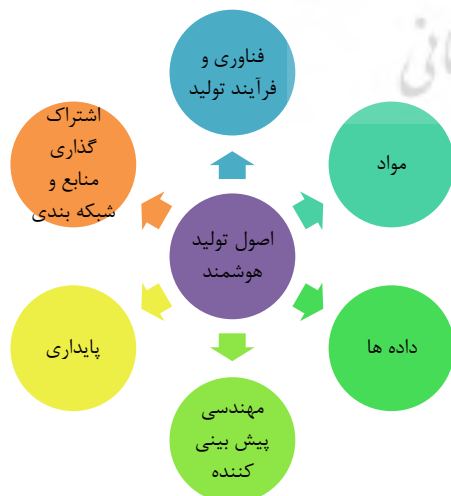 فناوری و
فرآیند تولید
مواد
داده ها
مهندسی
پیش بینی
کننده
پایداری
اشتراک
گذاری
منابع و
شبکه بندی
اصول تولید
هوشمند